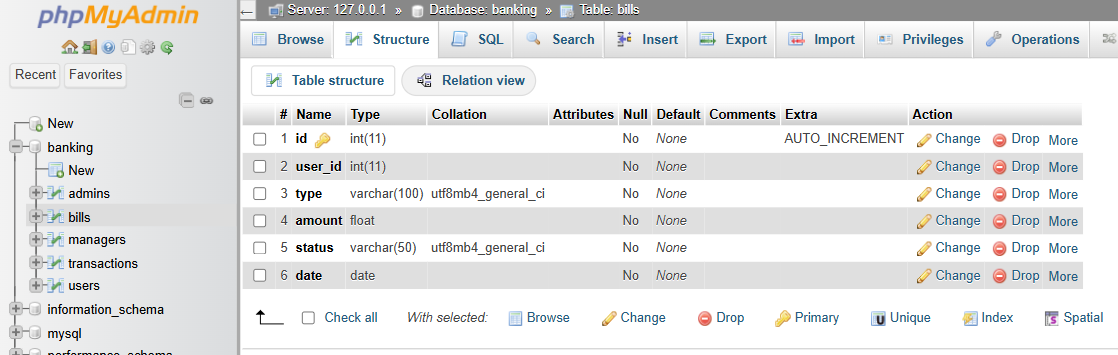 phpMyAdmin
Recent Favorites
New
banking
New
admins
bills
managers
transactions
users
information_schema
mysql
performance_schema
Server: 127.0.0.1 » Database: banking » Table: bills
Browse Structure SQL Search Insert Export Import Privileges Operations
Table structure Relation view
# Name Type Collation Attributes Null Default Comments Extra Action
1 id int(11) No None AUTO_INCREMENT Change Drop More
2 user_id int(11) No None Change Drop More
3 type varchar(100) utf8mb4_general_ci No None Change Drop More
4 amount float No None Change Drop More
5 status varchar(50) utf8mb4_general_ci No None Change Drop More
6 date date No None Change Drop More
Check all With selected: Browse Change Drop Primary Unique Index Spatial